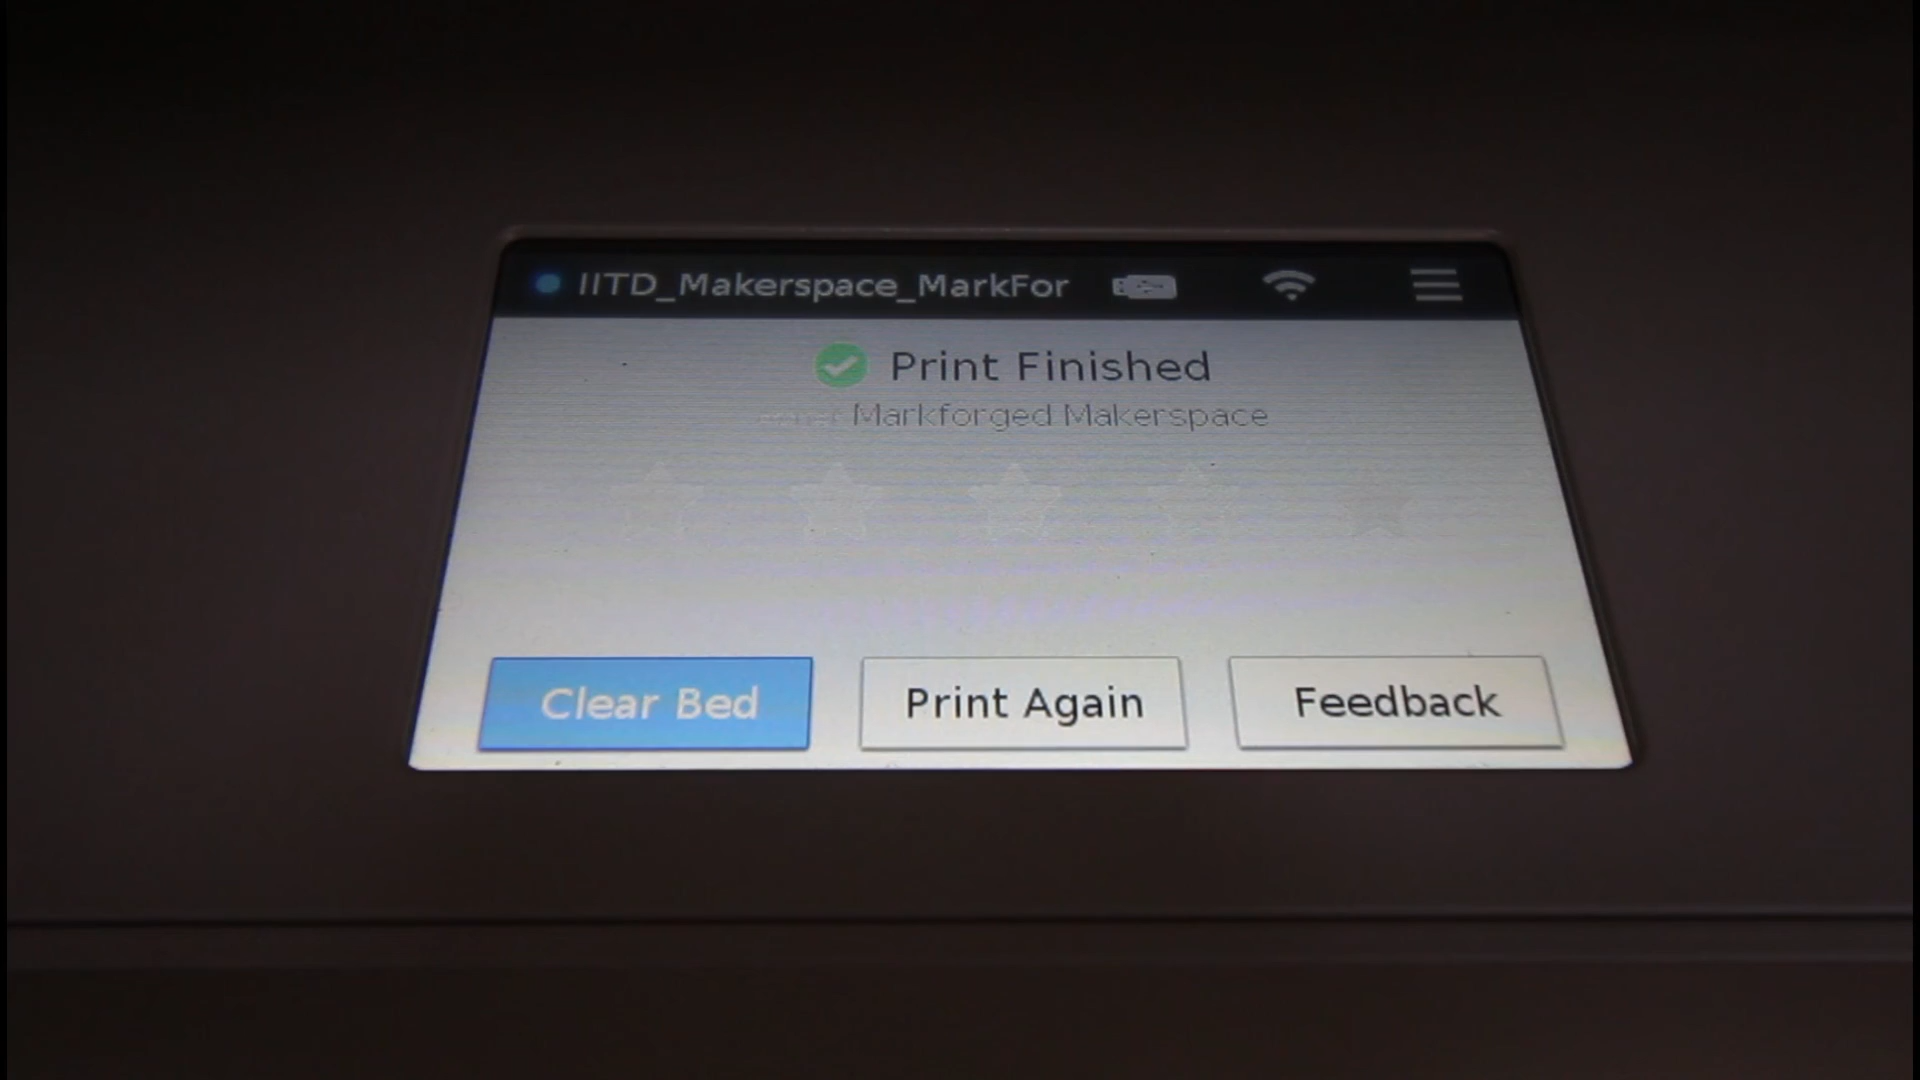 IITD_Makerspace_MarkFor
Print Finished
Markforged Makerspace
Clear Bed
Print Again
Feedback